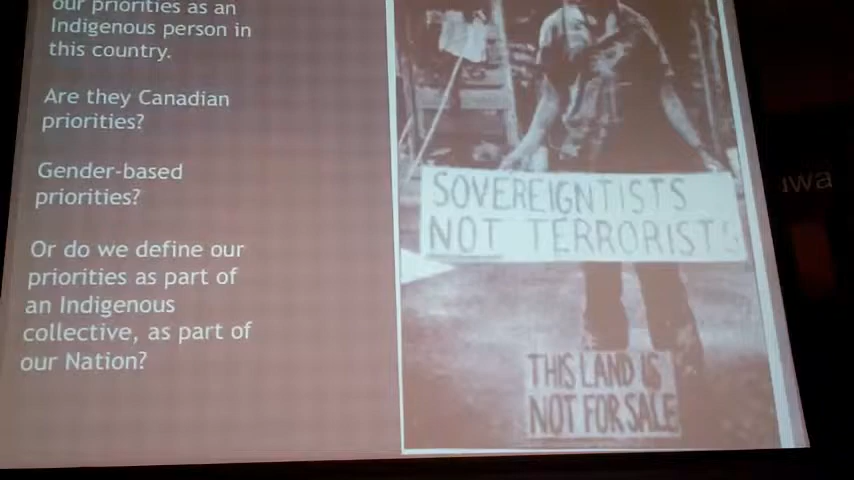 our priorities as an
Indigenous person in
this country.
Are they Canadian
priorities?
Gender-based
priorities?
Or do we define our
priorities as part of
an Indigenous
collective, as part of
our Nation?
SOVEREIGNTISTS
NOT TERRORISTS
THIS LAND IS
NOT FOR SALE